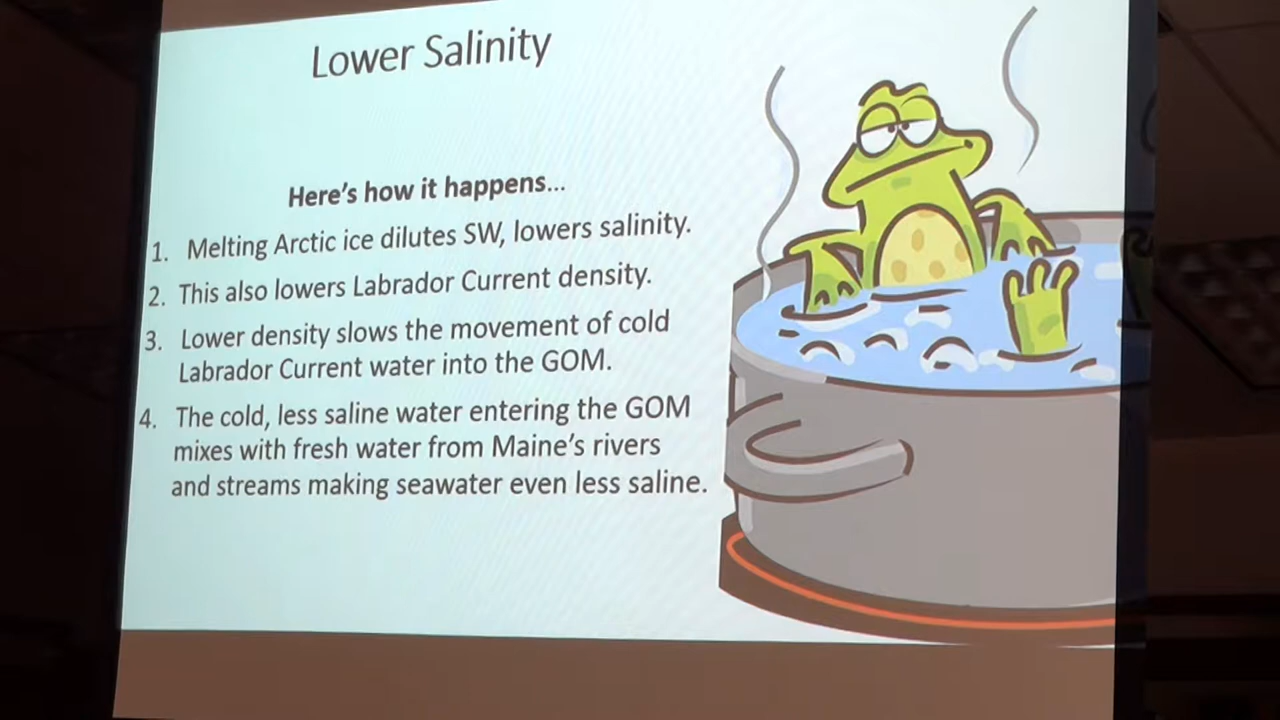 Lower Salinity
Here's how it happens...
1. Melting Arctic ice dilutes SW, lowers salinity.
2. This also lowers Labrador Current density.
3. Lower density slows the movement of cold
Labrador Current water into the GOM.
4. The cold, less saline water entering the GOM
mixes with fresh water from Maine's rivers
and streams making seawater even less saline.